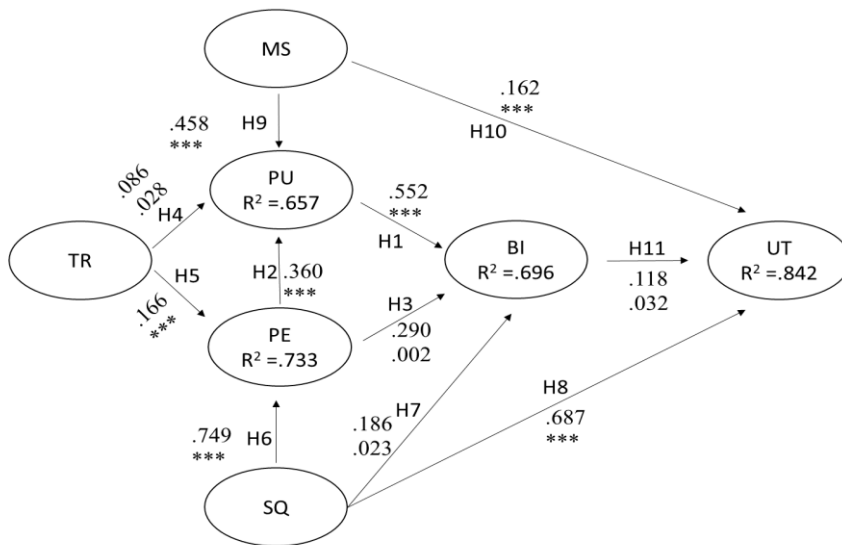 MS
.162
***
H10
.458
***
H9
PU
R² =.657
.086
.028
H4
.552
***
H1
TR
H5
.166
***
H2
.360
***
BI
R² =.696
H11
.118
.032
UT
R² =.842
PE
R² =.733
H3
.290
.002
H8
.687
***
H7
.186
.023
.749
***
H6
SQ